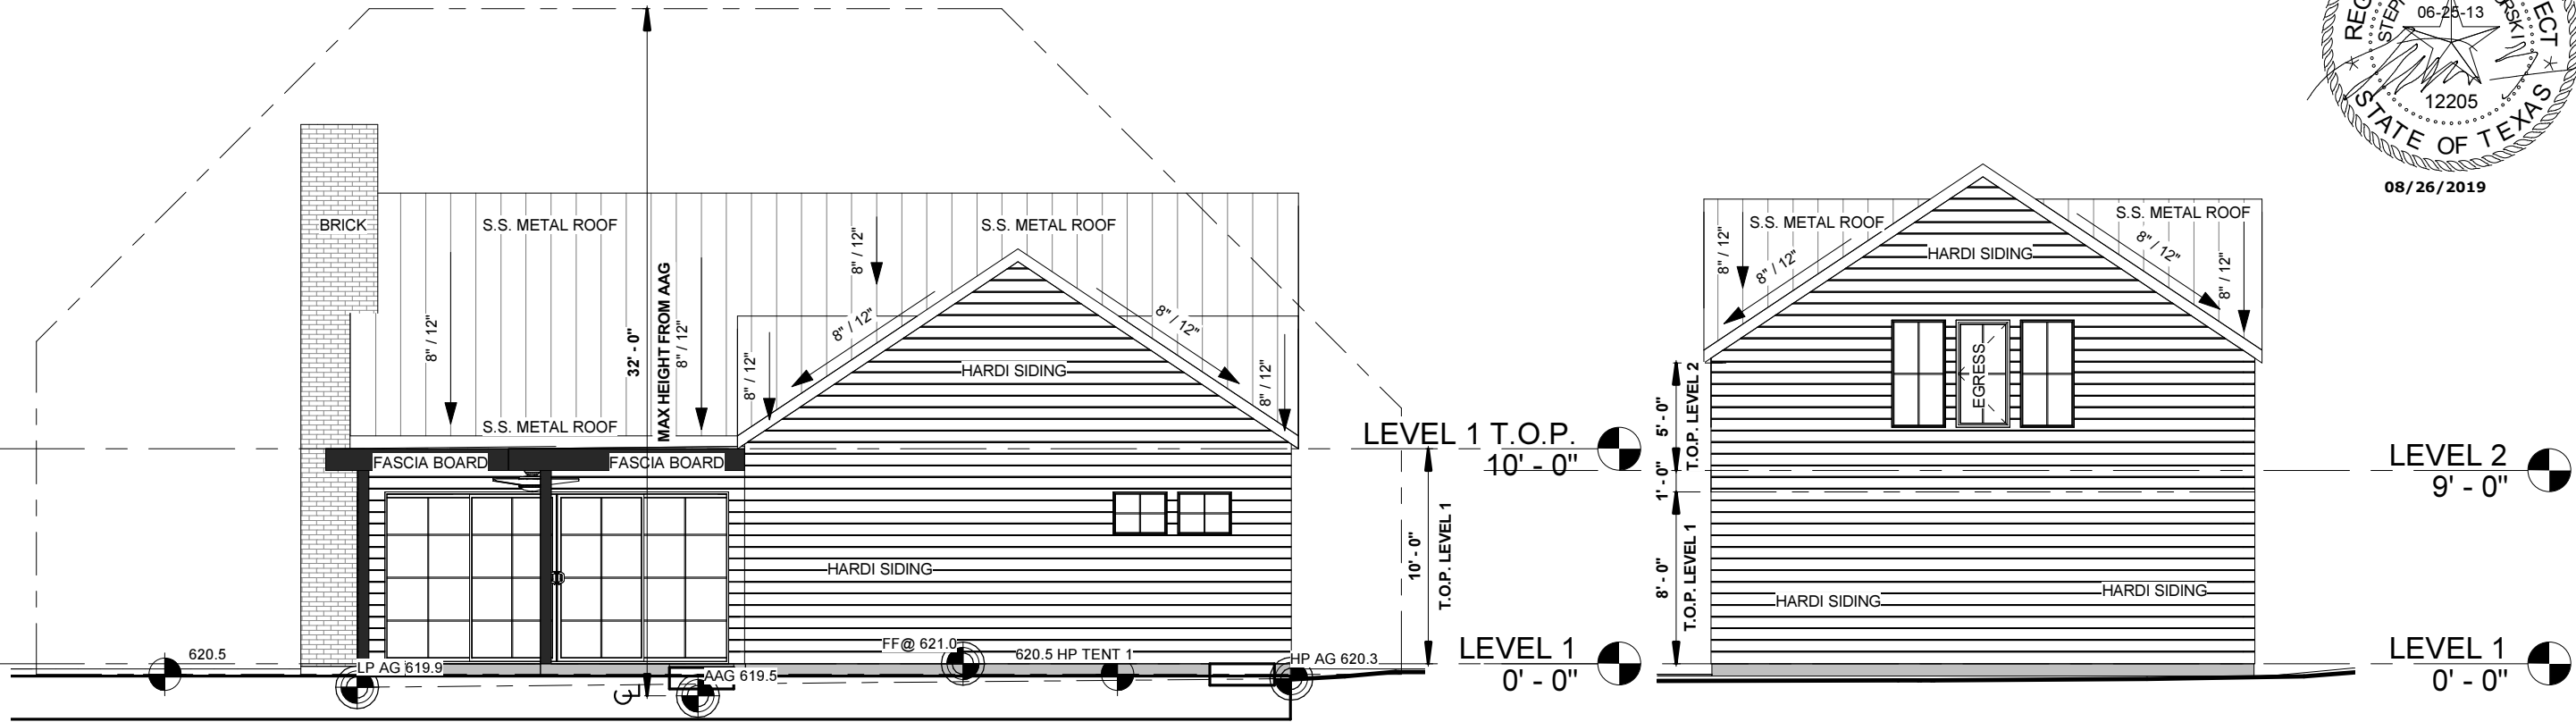 06-25-13
12205
STATE OF TEXAS
08/26/2019
BRICK
S.S. METAL ROOF
S.S. METAL ROOF
8" / 12"
8" / 12"
8" / 12"
32' - 0"
MAX HEIGHT FROM AAG
8" / 12"
8" / 12"
8" / 12"
8" / 12"
HARDI SIDING
S.S. METAL ROOF
FASCIA BOARD
FASCIA BOARD
HARDI SIDING
LEVEL 1 T.O.P.
10' - 0"
10' - 0"
T.O.P. LEVEL 1
620.5
LP AG 619.9
AAG 619.5
FF@ 621.0
620.5 HP TENT 1
HP AG 620.3
CL
LEVEL 1
0' - 0"
S.S. METAL ROOF
S.S. METAL ROOF
8" / 12"
8" / 12"
8" / 12"
8" / 12"
HARDI SIDING
EGRESS
5' - 0"
T.O.P. LEVEL 2
1' - 0"
8' - 0"
T.O.P. LEVEL 1
HARDI SIDING
HARDI SIDING
LEVEL 2
9' - 0"
LEVEL 1
0' - 0"